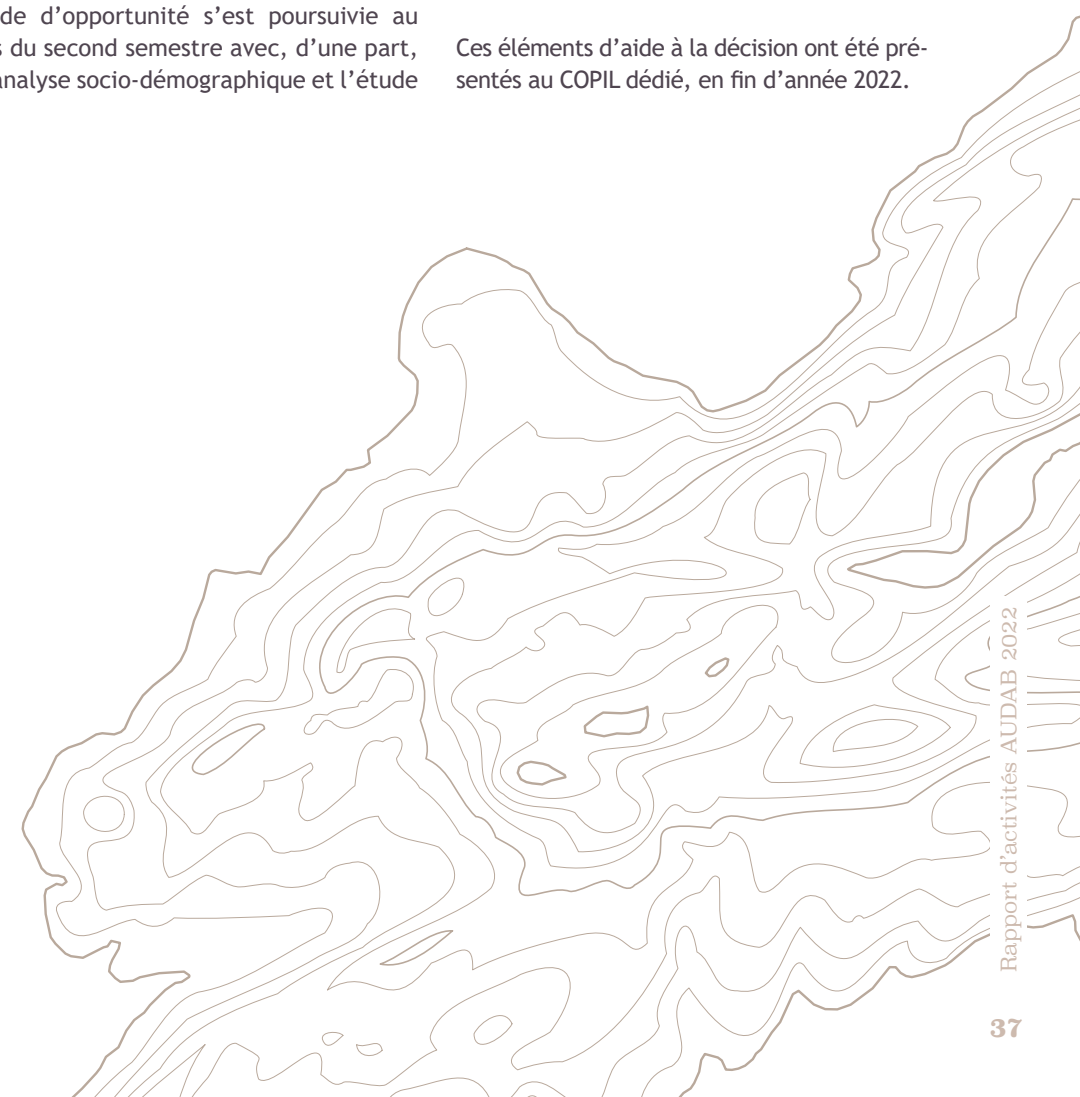 de d’opportunité s’est poursuivie au
s du second semestre avec, d’une part,
analyse socio-démographique et l’étude
Ces éléments d’aide à la décision ont été pré-
sentés au COPIL dédié, en fin d’année 2022.
Rapport d’activités AUDAB 2022
37